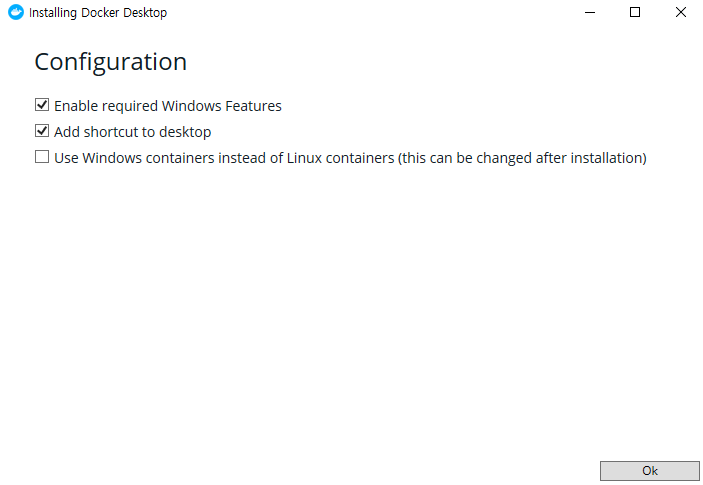 Installing Docker Desktop
Configuration
Enable required Windows Features
Add shortcut to desktop
Use Windows containers instead of Linux containers (this can be changed after installation)
Ok